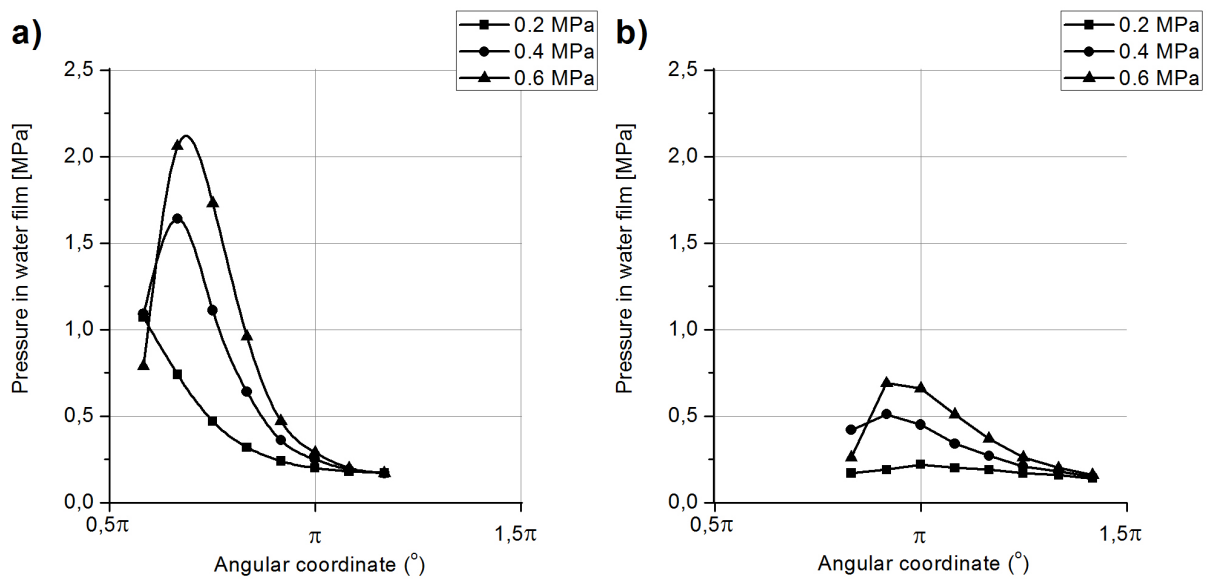 a)
0.2 MPa
0.4 MPa
0.6 MPa
2,5
2,0
1,5
1,0
0,5
0,0
Pressure in water film [MPa]
0,5π
π
1,5π
Angular coordinate (°)
b)
0.2 MPa
0.4 MPa
0.6 MPa
2,5
2,0
1,5
1,0
0,5
0,0
Pressure in water film [MPa]
0,5π
π
1,5π
Angular coordinate (°)